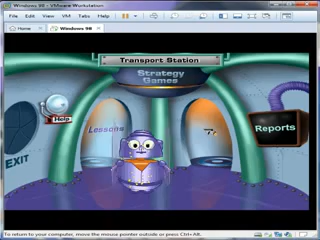 Windows 98 - VMware Workstation
File Edit View VM Tabs Help
Home Windows 98
Transport Station
Strategy
Games
Help
Lessons
Reports
EXIT
To return to your computer, move the mouse pointer outside or press Ctrl+Alt.